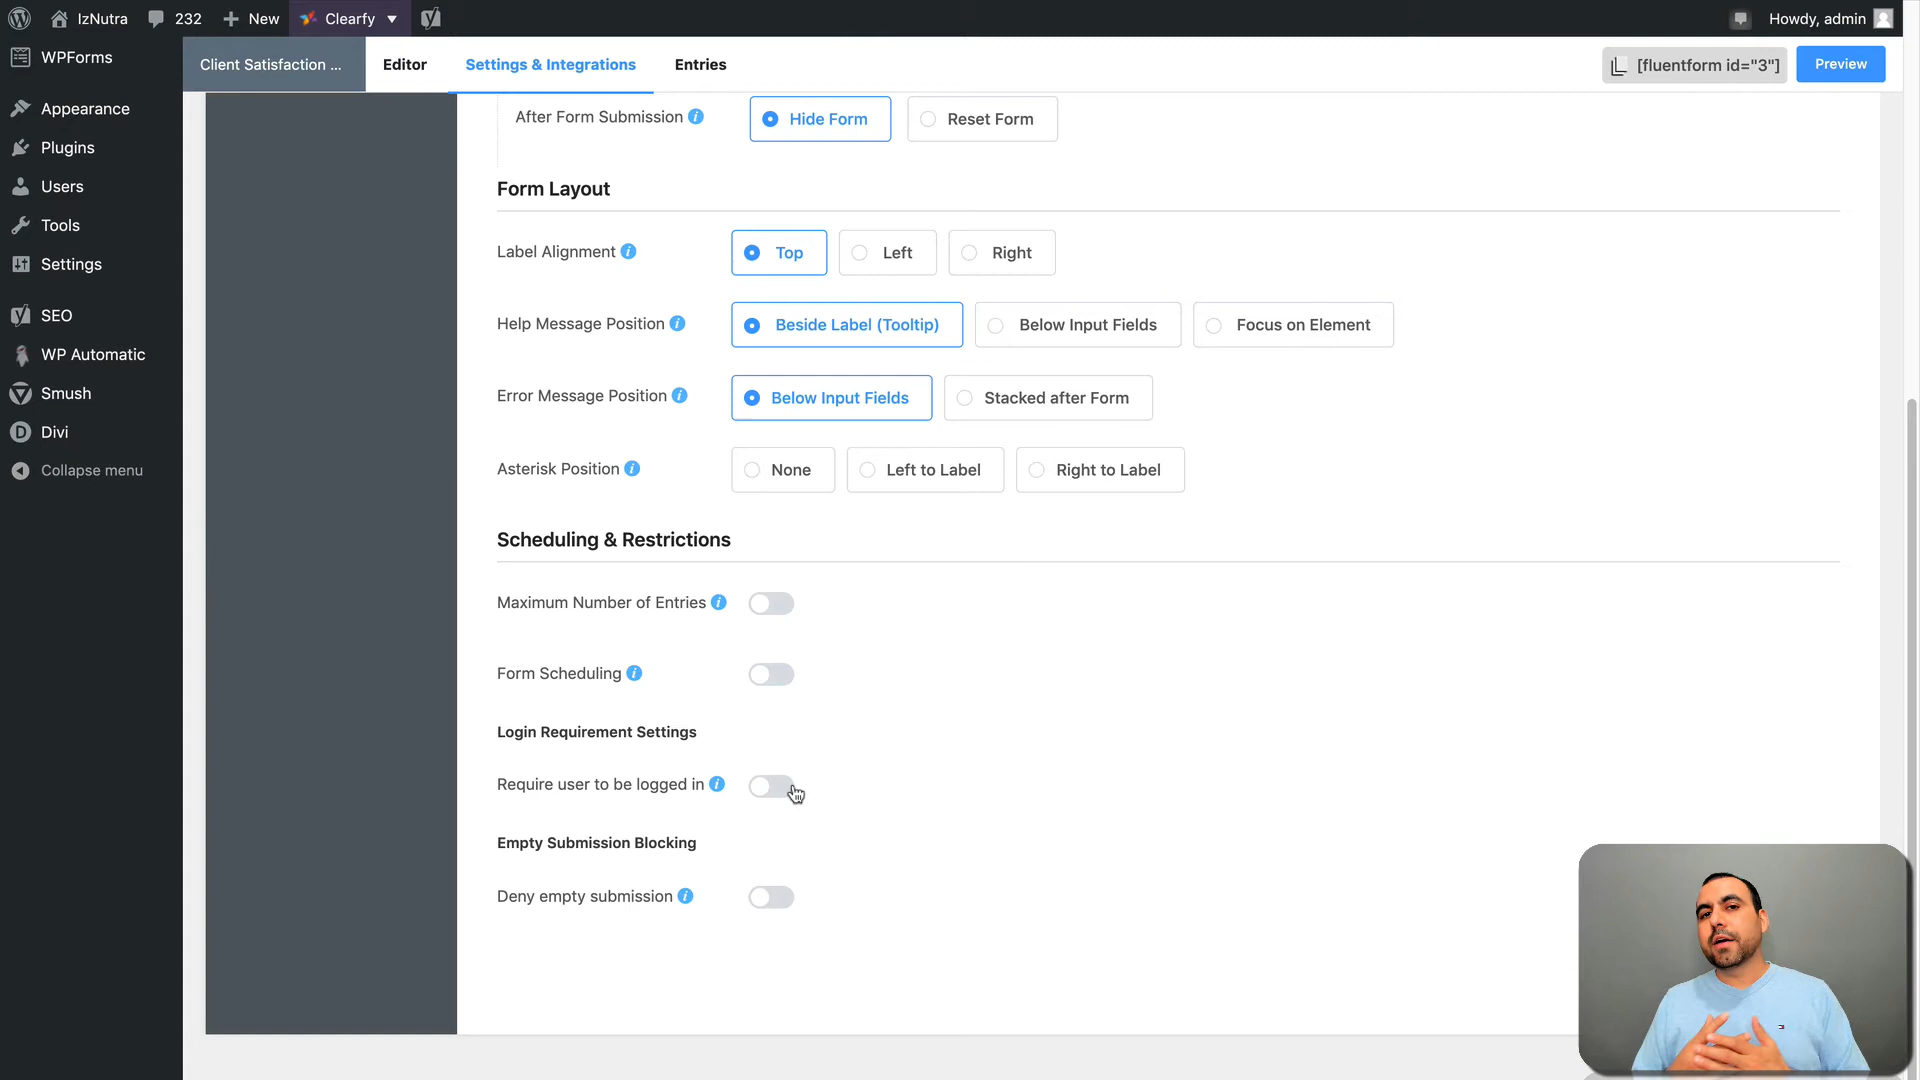 IzNutra 232 New Clearfy Howdy, admin
WPForms
Appearance
Plugins
Users
Tools
Settings
SEO
WP Automatic
Smush
Divi
Collapse menu
Client Satisfaction ... Editor Settings & Integrations Entries [fluentform id="3"] Preview
After Form Submission Hide Form Reset Form
Form Layout
Label Alignment Top Left Right
Help Message Position Beside Label (Tooltip) Below Input Fields Focus on Element
Error Message Position Below Input Fields Stacked after Form
Asterisk Position None Left to Label Right to Label
Scheduling & Restrictions
Maximum Number of Entries
Form Scheduling
Login Requirement Settings
Require user to be logged in
Empty Submission Blocking
Deny empty submission